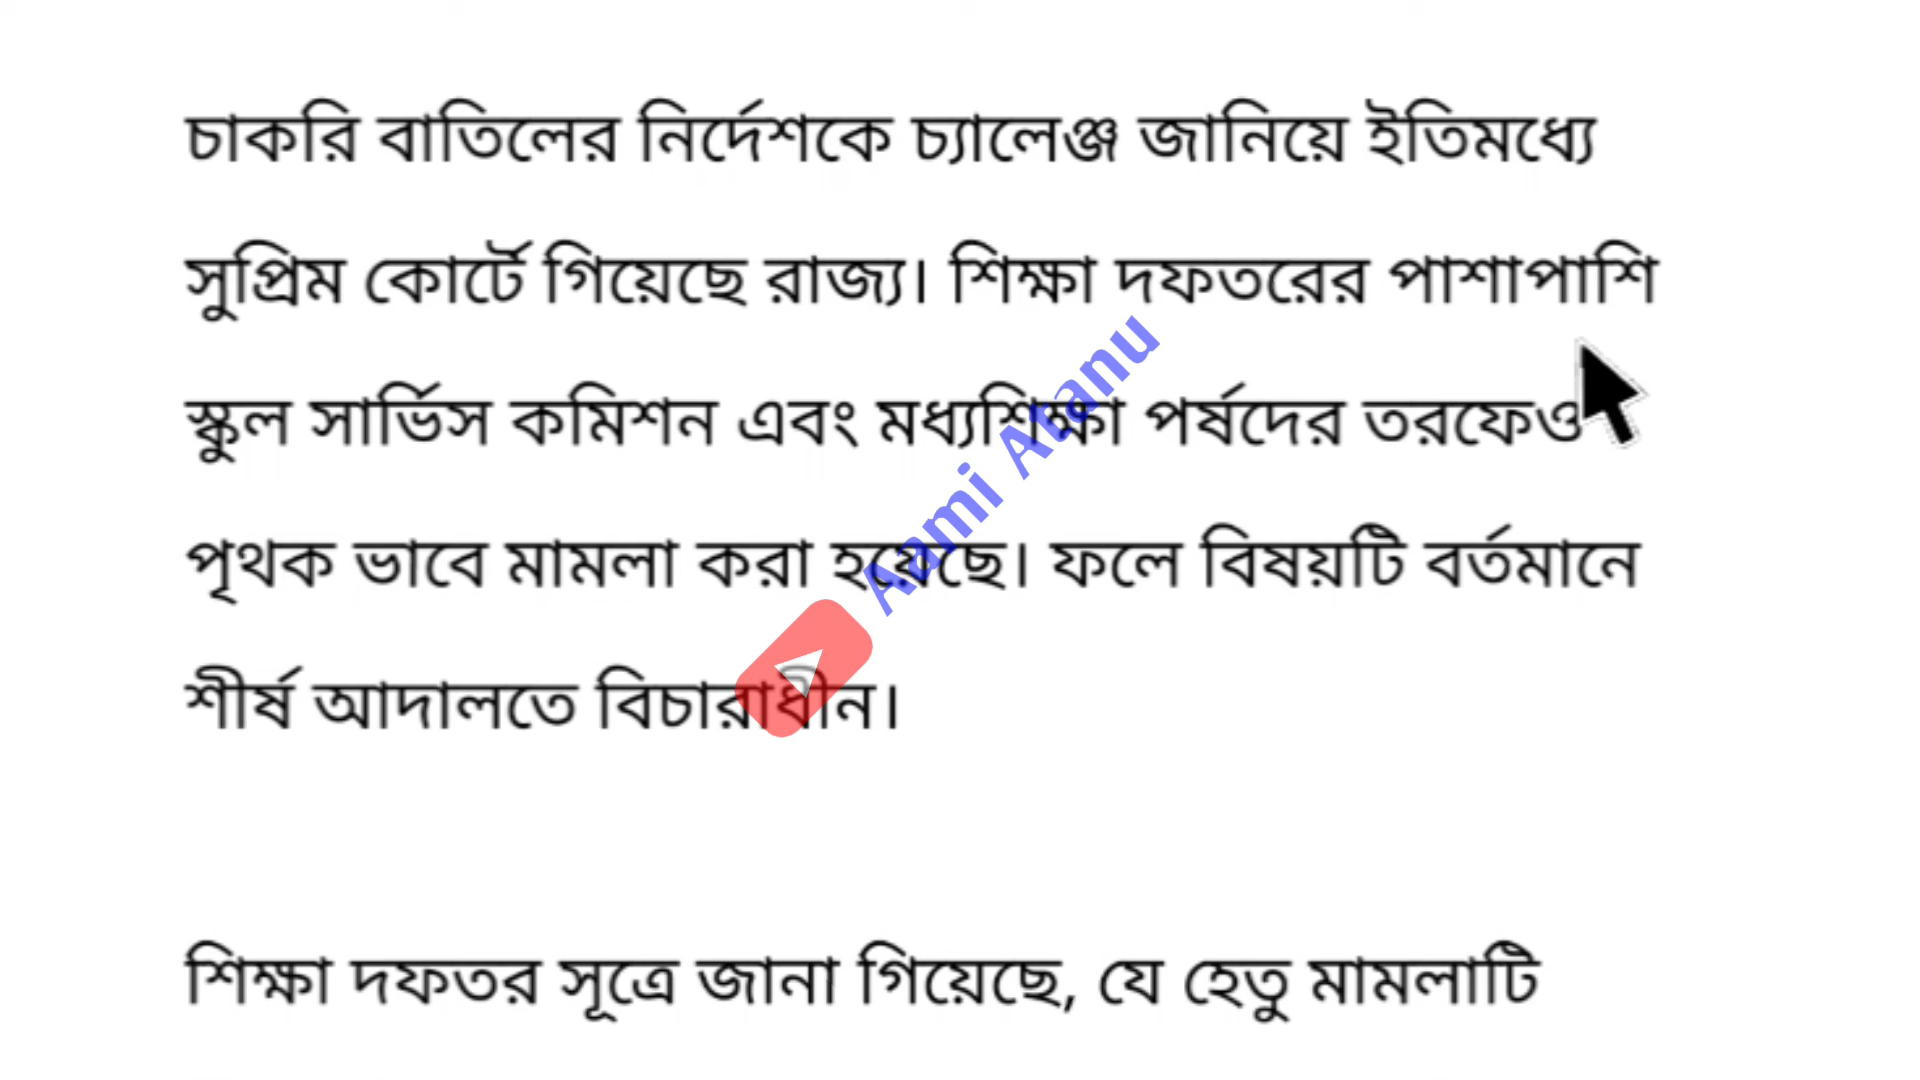 চাকরি বাতিলের নির্দেশকে চ্যালেঞ্জ জানিয়ে ইতিমধ্যে
সুপ্রিম কোর্টে গিয়েছে রাজ্য। শিক্ষা দফতরের পাশাপাশি
স্কুল সার্ভিস কমিশন এবং মধ্যশিক্ষা পর্ষদের তরফেও
পৃথক ভাবে মামলা করা হয়েছে। ফলে বিষয়টি বর্তমানে
শীর্ষ আদালতে বিচারাধীন।
শিক্ষা দফতর সূত্রে জানা গিয়েছে, যে হেতু মামলাটি
Aami Atanu